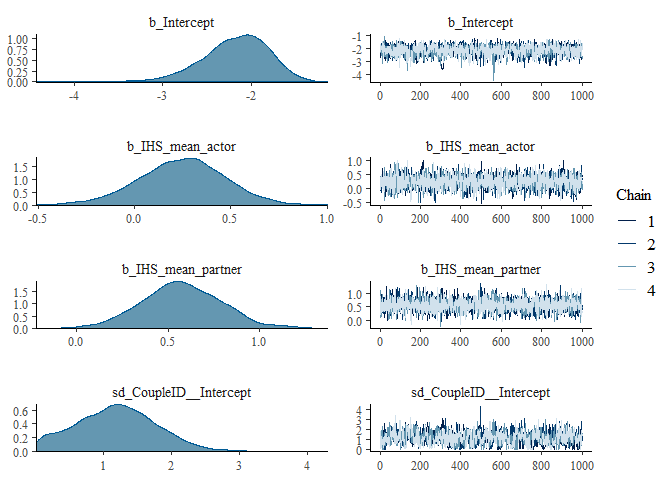 b_Intercept
1.00
0.75
0.50
0.25
0.00
-4 -3 -2
b_Intercept
-1
-2
-3
-4
0 200 400 600 800 1000
b_IHS_mean_actor
1.5
1.0
0.5
0.0
-0.5 0.0 0.5 1.0
b_IHS_mean_actor
1.0
0.5
0.0
-0.5
0 200 400 600 800 1000
b_IHS_mean_partner
1.5
1.0
0.5
0.0
0.0 0.5 1.0
b_IHS_mean_partner
1.0
0.5
0.0
0 200 400 600 800 1000
sd_CoupleID__Intercept
0.6
0.4
0.2
0.0
1 2 3 4
sd_CoupleID__Intercept
4
3
2
1
0
0 200 400 600 800 1000
Chain
1
2
3
4